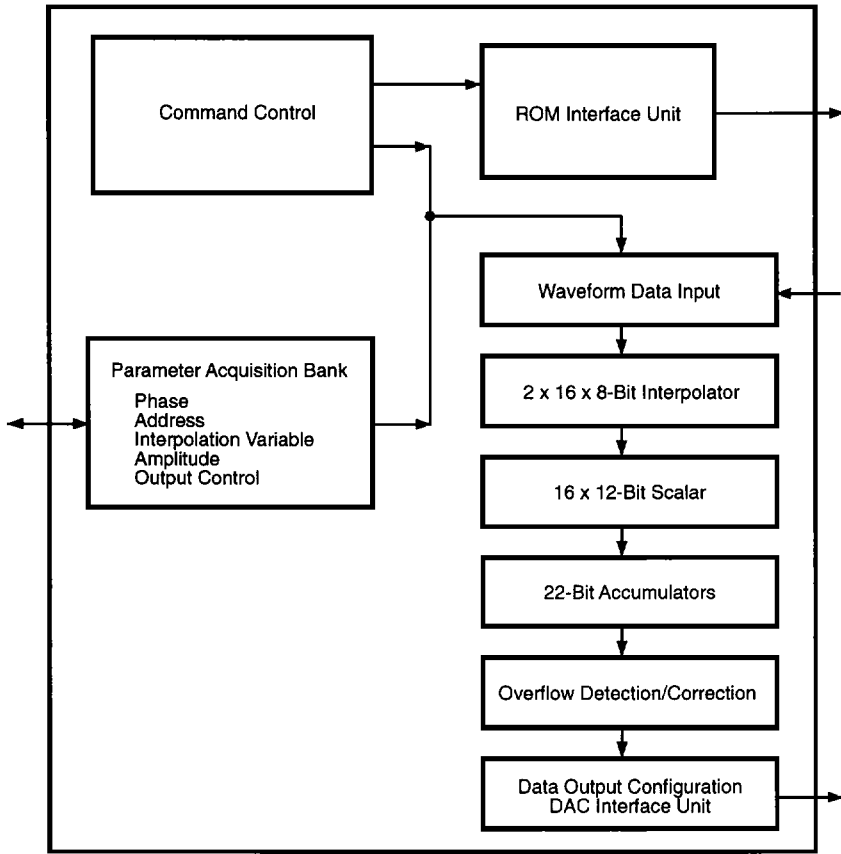 Command Control
ROM Interface Unit
Waveform Data Input
Parameter Acquisition Bank
Phase
Address
Interpolation Variable
Amplitude
Output Control
2 x 16 x 8-Bit Interpolator
16 x 12-Bit Scalar
22-Bit Accumulators
Overflow Detection/Correction
Data Output Configuration
DAC Interface Unit